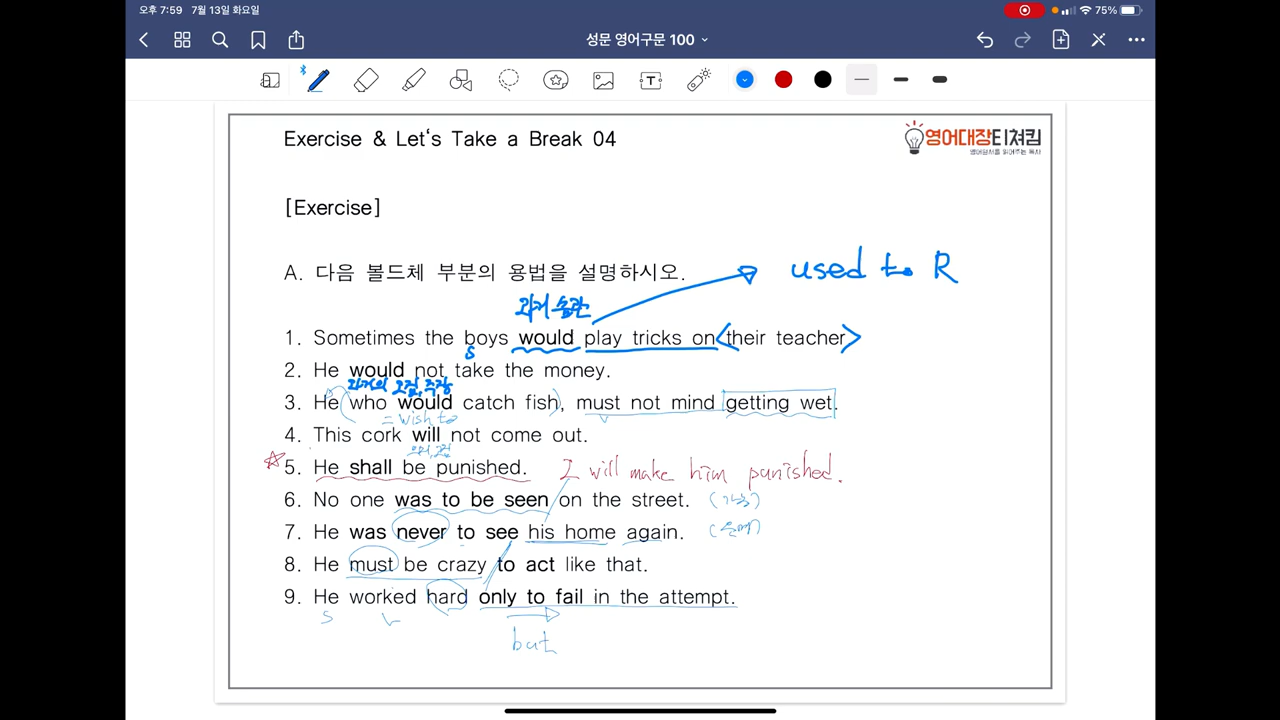 오후 7:59 7월 13일 화요일
75%
성문 영어구문 100
Exercise & Let's Take a Break 04
영어대장티쳐킴
[Exercise]
A. 다음 볼드체 부분의 용법을 설명하시오.
used to R
과거 습관
1. Sometimes the boys would play tricks on <their teacher>
s
2. He would not take the money.
과거의 고집, 주장
3. He (who would catch fish), must not mind getting wet.
= wish to
4. This cork will not come out.
5. He shall be punished. I will make him punished.
6. No one was to be seen on the street. (가능)
7. He was never to see his home again. (운명)
8. He must be crazy to act like that.
9. He worked hard only to fail in the attempt.
s v
but